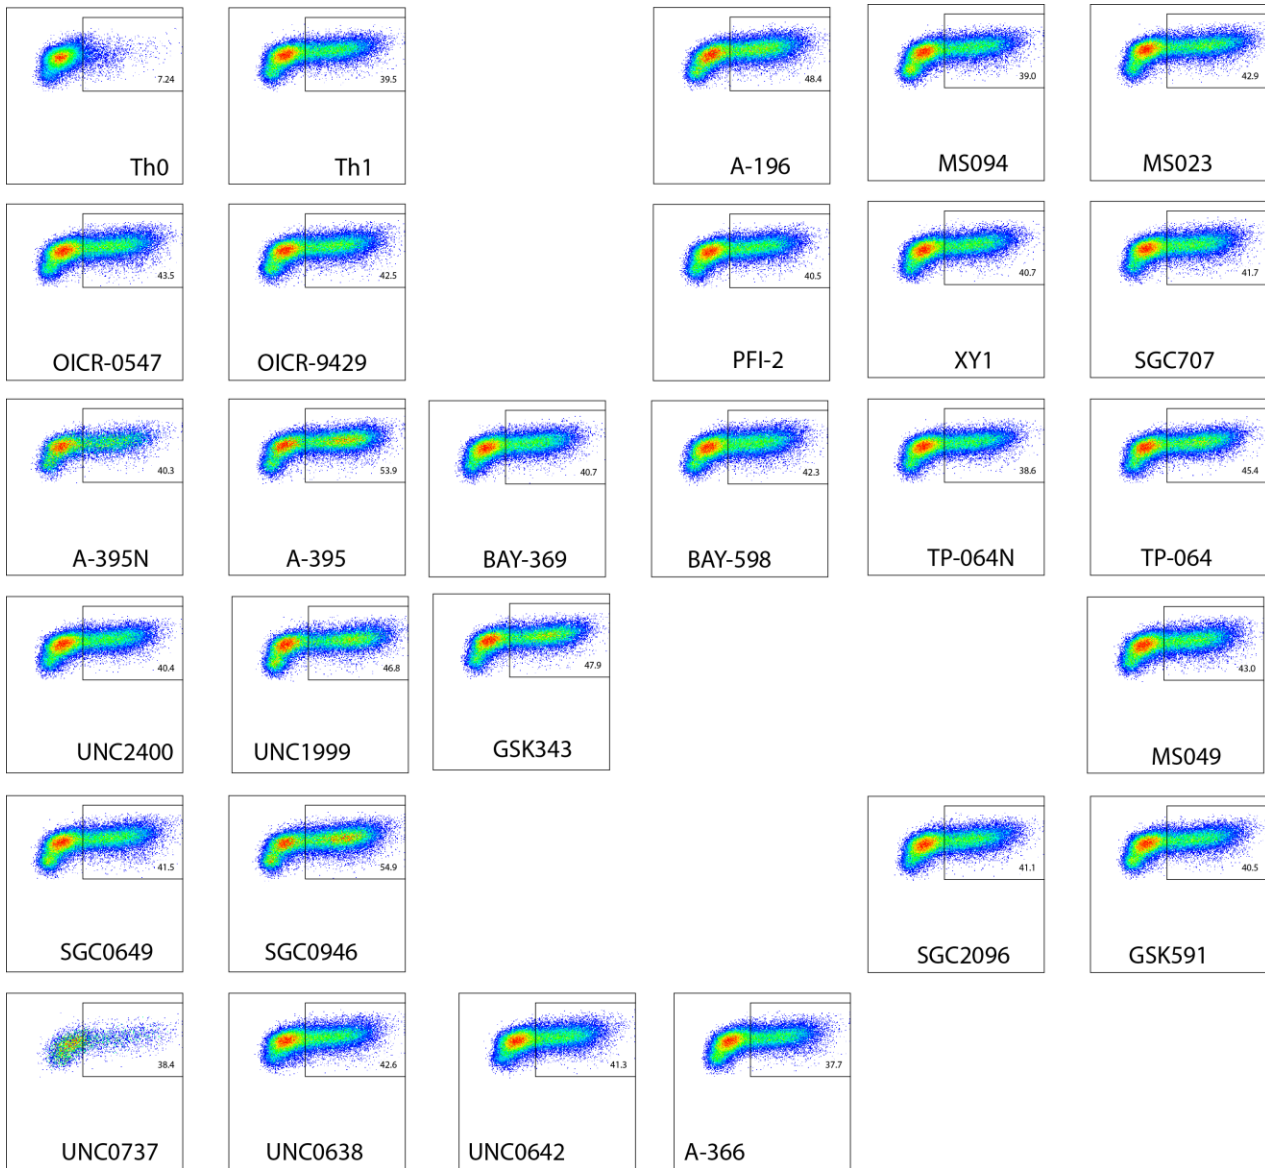 7.24
Th0
39.5
Th1
48.4
A-196
39.0
MS094
42.9
MS023
43.5
OICR-0547
42.5
OICR-9429
40.5
PFI-2
40.7
XY1
41.7
SGC707
40.3
A-395N
53.9
A-395
40.7
BAY-369
42.3
BAY-598
38.6
TP-064N
45.4
TP-064
40.4
UNC2400
46.8
UNC1999
47.9
GSK343
43.0
MS049
41.5
SGC0649
54.9
SGC0946
41.1
SGC2096
40.5
GSK591
38.4
UNC0737
42.6
UNC0638
41.3
UNC0642
37.7
A-366